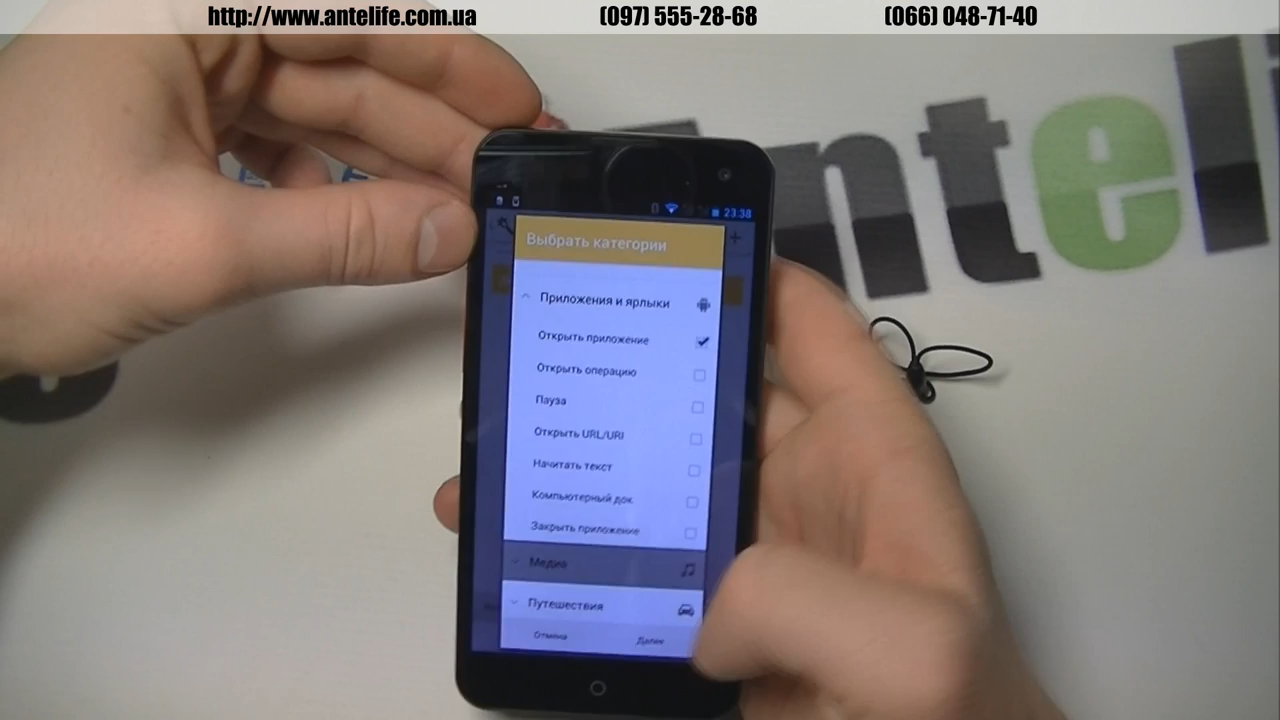 http://www.antelife.com.ua (097) 555-28-68 (066) 048-71-40
Anteli
23:38
Выбрать категории
Приложения и ярлыки
Открыть приложение
Открыть операцию
Пауза
Открыть URL/URI
Начитать текст
Компьютерный док
Закрыть приложение
Медиа
Путешествия
Отмена Далее